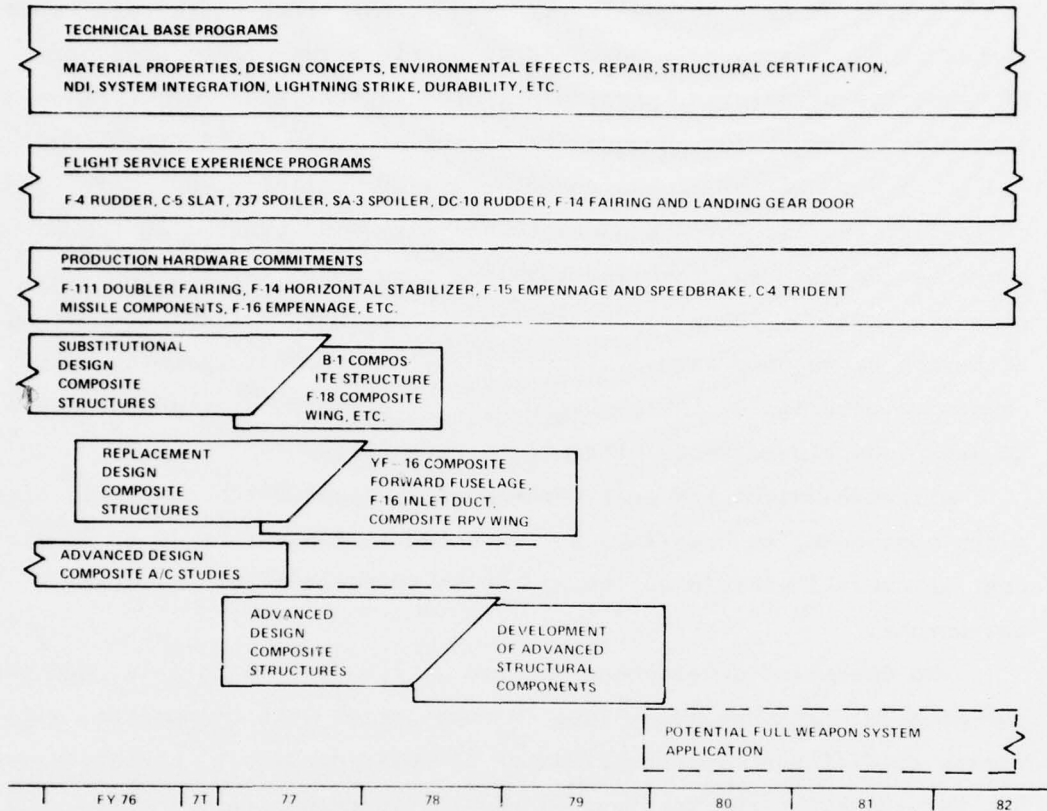 TECHNICAL BASE PROGRAMS
MATERIAL PROPERTIES, DESIGN CONCEPTS, ENVIRONMENTAL EFFECTS, REPAIR, STRUCTURAL CERTIFICATION,
NDI, SYSTEM INTEGRATION, LIGHTNING STRIKE, DURABILITY, ETC.
FLIGHT SERVICE EXPERIENCE PROGRAMS
F-4 RUDDER, C-5 SLAT, 737 SPOILER, SA-3 SPOILER, DC-10 RUDDER, F-14 FAIRING AND LANDING GEAR DOOR
PRODUCTION HARDWARE COMMITMENTS
F-111 DOUBLER FAIRING, F-14 HORIZONTAL STABILIZER, F-15 EMPENNAGE AND SPEEDBRAKE, C-4 TRIDENT
MISSILE COMPONENTS, F-16 EMPENNAGE, ETC.
SUBSTITUTIONAL
DESIGN
COMPOSITE
STRUCTURES
B-1 COMPOS-
ITE STRUCTURE
F-18 COMPOSITE
WING, ETC.
REPLACEMENT
DESIGN
COMPOSITE
STRUCTURES
YF-16 COMPOSITE
FORWARD FUSELAGE,
F-16 INLET DUCT,
COMPOSITE RPV WING
ADVANCED DESIGN
COMPOSITE A/C STUDIES
ADVANCED
DESIGN
COMPOSITE
STRUCTURES
DEVELOPMENT
OF ADVANCED
STRUCTURAL
COMPONENTS
POTENTIAL FULL WEAPON SYSTEM
APPLICATION
FY 76 7T 77 78 79 80 81 82